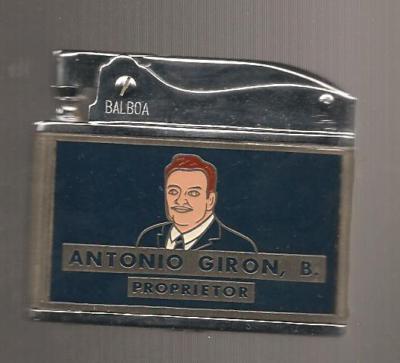 BALBOA
ANTONIO GIRON, B.
PROPRIETOR